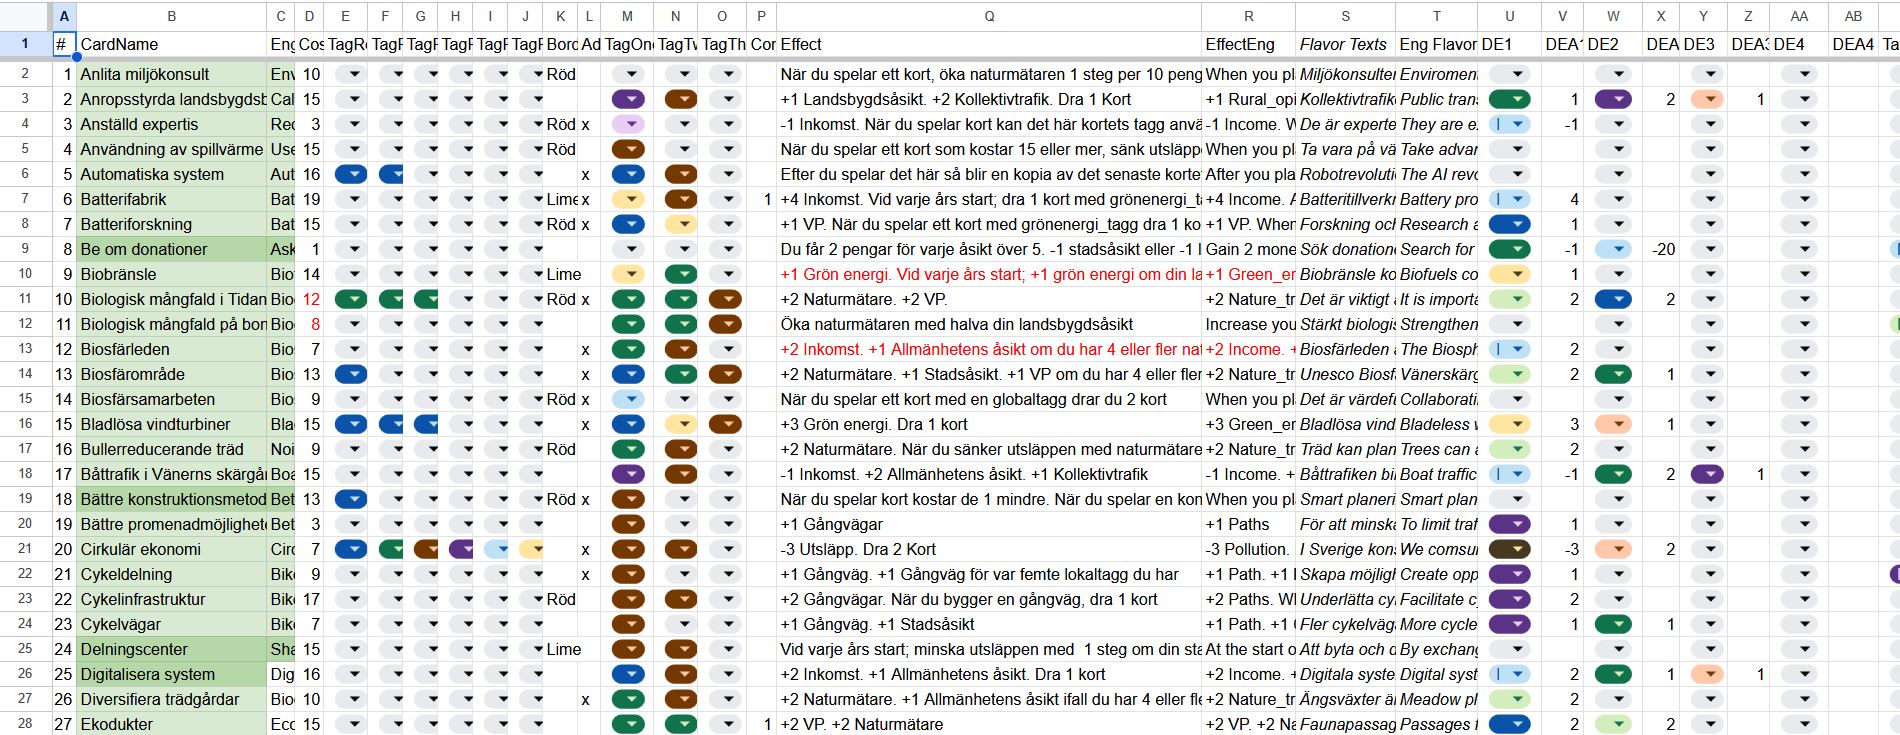 A B C D E F G H I J K L M N O P Q R S T U V W X Y Z AA AB
1 # CardName Eng Cos TagRe TagF TagF TagF TagF TagF Bord Ad TagOne TagTw TagTh Cor Effect EffectEng Flavor Texts Eng Flavor DE1 DEA1 DE2 DEA DE3 DEA3 DE4 DEA4 Ta
2 1 Anlita miljökonsult Env 10 Röd När du spelar ett kort, öka naturmätaren 1 steg per 10 peng When you pl Miljökonsulter Enviroment
3 2 Anropsstyrda landsbygdsb Cal 15 +1 Landsbygdsåsikt. +2 Kollektivtrafik. Dra 1 Kort +1 Rural_opi Kollektivtrafik Public tran 1 2 1
4 3 Anställd expertis Rec 3 Röd x -1 Inkomst. När du spelar kort kan det här kortets tagg anvä -1 Income. W De är experte They are e -1
5 4 Användning av spillvärme Use 15 Röd När du spelar ett kort som kostar 15 eller mer, sänk utsläpp When you pl Ta vara på vä Take advar
6 5 Automatiska system Aut 16 x Efter du spelar det här så blir en kopia av det senaste korte After you pla Robotrevoluti The AI revo
7 6 Batterifabrik Bat 19 Lime x 1 +4 Inkomst. Vid varje års start; dra 1 kort med grönenergi_ta +4 Income. A Batteritillverk Battery pro 4
8 7 Batteriforskning Bat 15 Röd x +1 VP. När du spelar ett kort med grönenergi_tagg dra 1 ko +1 VP. When Forskning och Research a 1
9 8 Be om donationer Ask 1 Du får 2 pengar för varje åsikt över 5. -1 stadsåsikt eller -1 l Gain 2 mone Sök donation Search for -1 -20
10 9 Biobränsle Bio 14 Lime +1 Grön energi. Vid varje års start; +1 grön energi om din la +1 Green_er Biobränsle ko Biofuels co 1
11 10 Biologisk mångfald i Tidan Bio 12 Röd x +2 Naturmätare. +2 VP. +2 Nature_tr Det är viktigt It is importa 2 2
12 11 Biologisk mångfald på bon Bio 8 Öka naturmätaren med halva din landsbygdsåsikt Increase you Stärkt biologis Strengthen
13 12 Biosfärleden Bio 7 x +2 Inkomst. +1 Allmänhetens åsikt om du har 4 eller fler nat +2 Income. + Biosfärleden The Biosph 2
14 13 Biosfärområde Bio 13 x +2 Naturmätare. +1 Stadsåsikt. +1 VP om du har 4 eller fler +2 Nature_tr Unesco Biosf Vänerskärg 2 1
15 14 Biosfärsamarbeten Bio 9 Röd x När du spelar ett kort med en globaltagg drar du 2 kort When you pl Det är värdefu Collaborati
16 15 Bladlösa vindturbiner Bla 15 x +3 Grön energi. Dra 1 kort +3 Green_er Bladlösa vind Bladeless w 3 1
17 16 Bullerreducerande träd Noi 9 Röd +2 Naturmätare. När du sänker utsläppen med naturmätare +2 Nature_tr Träd kan plan Trees can a 2
18 17 Båttrafik i Vänerns skärgår Boa 15 -1 Inkomst. +2 Allmänhetens åsikt. +1 Kollektivtrafik -1 Income. + Båttrafiken bi Boat traffic -1 2 1
19 18 Bättre konstruktionsmetod Bet 13 Röd x När du spelar kort kostar de 1 mindre. När du spelar en kon When you pl Smart planeri Smart plan
20 19 Bättre promenadmöjlighete Bet 3 +1 Gångvägar +1 Paths För att minska To limit traf 1
21 20 Cirkulär ekonomi Circ 7 x -3 Utsläpp. Dra 2 Kort -3 Pollution. I Sverige kon We comsu -3 2
22 21 Cykeldelning Bike 9 x +1 Gångväg. +1 Gångväg för var femte lokaltagg du har +1 Path. +1 Skapa möjligh Create opp 1
23 22 Cykelinfrastruktur Bike 17 Röd +2 Gångvägar. När du bygger en gångväg, dra 1 kort +2 Paths. Wh Underlätta cy Facilitate c 2
24 23 Cykelvägar Bike 7 +1 Gångväg. +1 Stadsåsikt +1 Path. +1 Fler cykelväg More cycle 1 1
25 24 Delningscenter Sha 15 Lime Vid varje års start; minska utsläppen med 1 steg om din sta At the start o Att byta och d By exchang
26 25 Digitalisera system Dig 16 +2 Inkomst. +1 Allmänhetens åsikt. Dra 1 kort +2 Income. + Digitala syste Digital syst 2 1 1
27 26 Diversifiera trädgårdar Bio 10 x +2 Naturmätare. +1 Allmänhetens åsikt ifall du har 4 eller fle +2 Nature_tr Ängsväxter är Meadow pl 2
28 27 Ekodukter Eco 15 1 +2 VP. +2 Naturmätare +2 VP. +2 Na Faunapassag Passages f 2 2